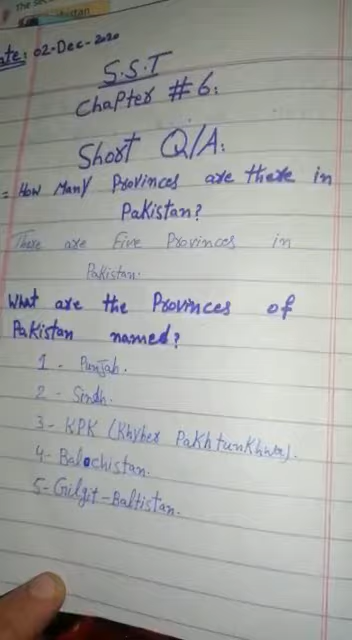 Date: 02-Dec-2020
S.S.T
Chapter #6:
Short Q/A:
= How Many Provinces are there in
Pakistan?
There are Five Provinces in
Pakistan.
What are the Provinces of
Pakistan named?
1 - Punjab.
2 - Sindh.
3 - KPK (Khyber Pakhtunkhwa).
4 - Balochistan.
5 - Gilgit-Baltistan.